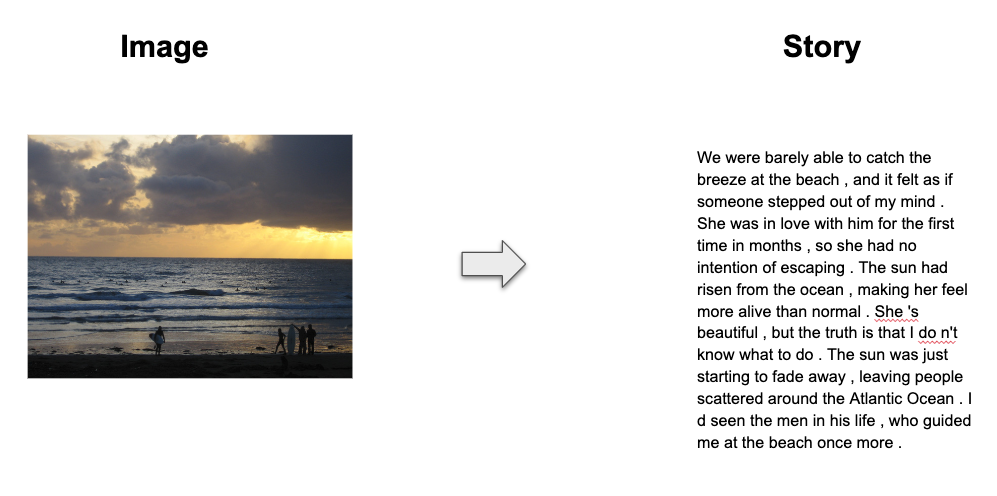 Image
Story
We were barely able to catch the
breeze at the beach , and it felt as if
someone stepped out of my mind .
She was in love with him for the first
time in months , so she had no
intention of escaping . The sun had
risen from the ocean , making her feel
more alive than normal . She 's
beautiful , but the truth is that I do n't
know what to do . The sun was just
starting to fade away , leaving people
scattered around the Atlantic Ocean . I
d seen the men in his life , who guided
me at the beach once more .